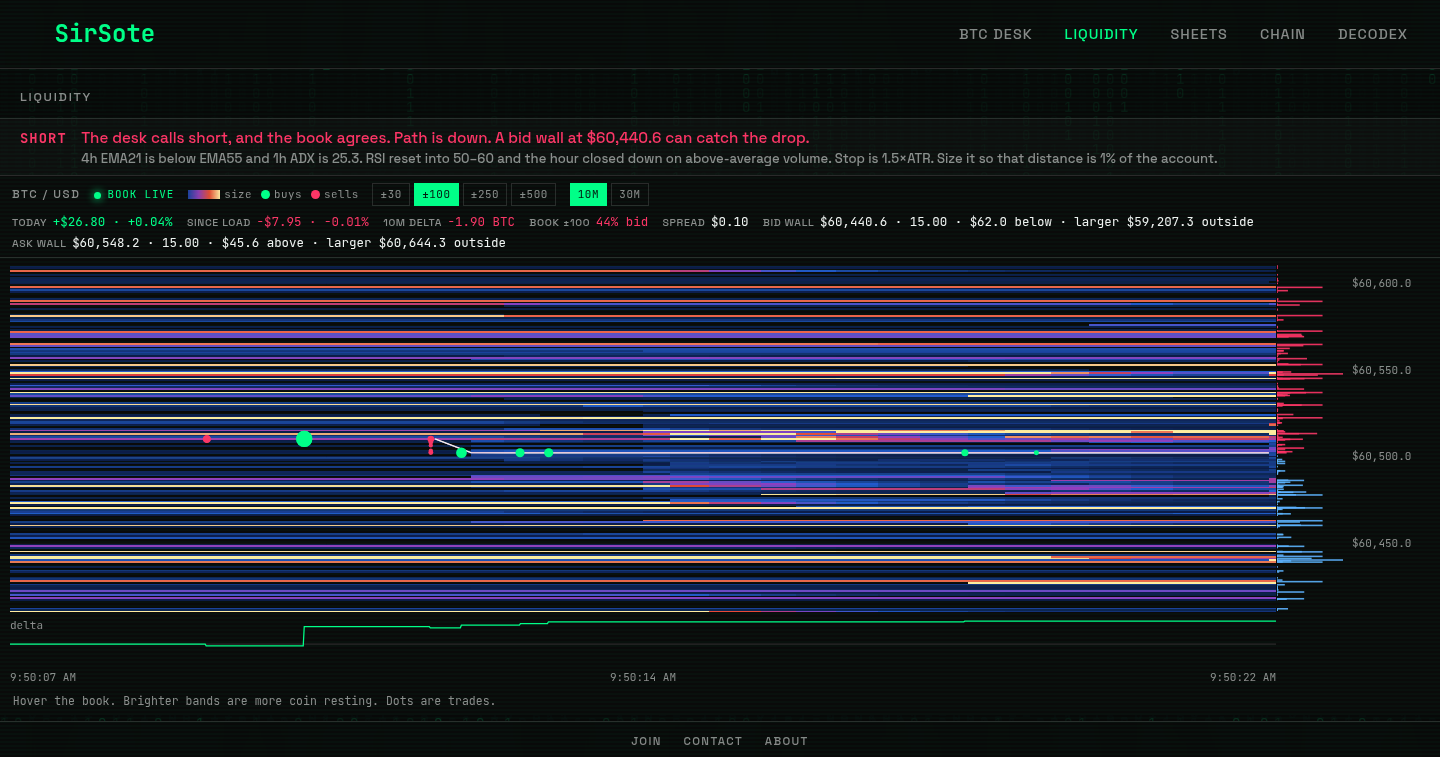 SirSote
BTC DESK LIQUIDITY SHEETS CHAIN DECODEX
LIQUIDITY
SHORT The desk calls short, and the book agrees. Path is down. A bid wall at $60,440.6 can catch the drop.
4h EMA21 is below EMA55 and 1h ADX is 25.3. RSI reset into 50–60 and the hour closed down on above-average volume. Stop is 1.5×ATR. Size it so that distance is 1% of the account.
BTC / USD BOOK LIVE size buys sells ±30 ±100 ±250 ±500 10M 30M
TODAY +$26.80 · +0.04% SINCE LOAD -$7.95 · -0.01% 10M DELTA -1.90 BTC BOOK ±100 44% bid SPREAD $0.10 BID WALL $60,440.6 · 15.00 · $62.0 below · larger $59,207.3 outside
ASK WALL $60,548.2 · 15.00 · $45.6 above · larger $60,644.3 outside
$60,600.0
$60,550.0
$60,500.0
$60,450.0
delta
9:50:07 AM 9:50:14 AM 9:50:22 AM
Hover the book. Brighter bands are more coin resting. Dots are trades.
JOIN CONTACT ABOUT